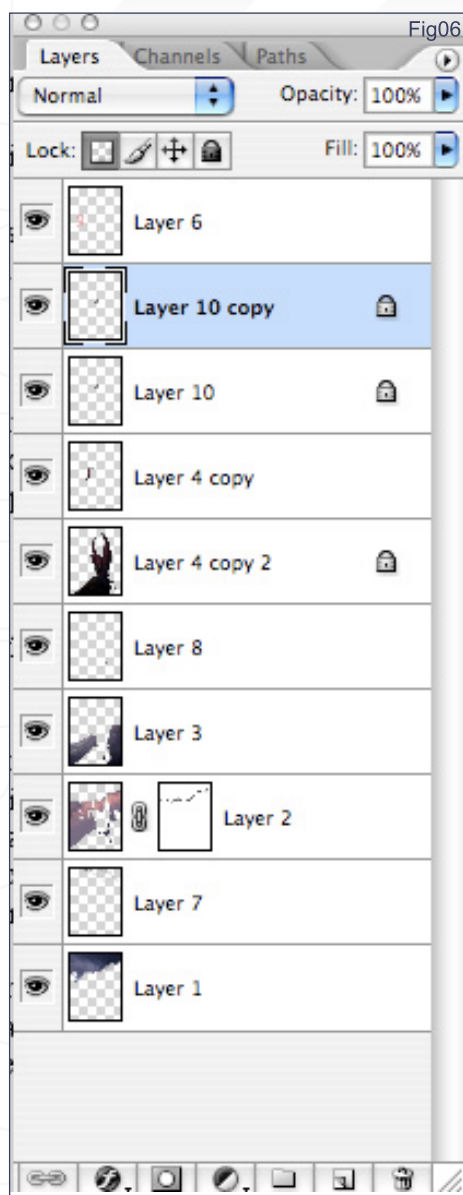 Fig06
Layers Channels Paths
Normal Opacity: 100%
Lock: Fill: 100%
Layer 6
Layer 10 copy
Layer 10
Layer 4 copy
Layer 4 copy 2
Layer 8
Layer 3
Layer 2
Layer 7
Layer 1